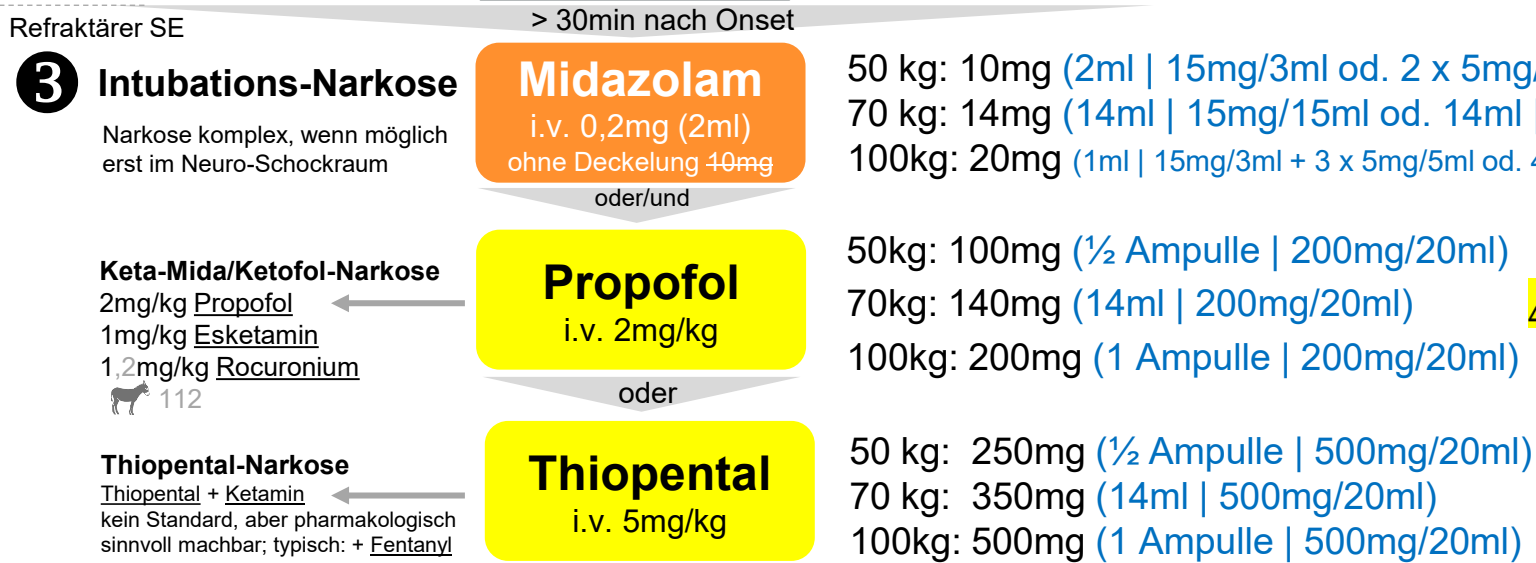 > 30min nach Onset
Refraktärer SE
3 Intubations-Narkose
Narkose komplex, wenn möglich
erst im Neuro-Schockraum
Midazolam
i.v. 0,2mg (2ml)
ohne Deckelung 10mg
50 kg: 10mg (2ml | 15mg/3ml od. 2 x 5mg/
70 kg: 14mg (14ml | 15mg/15ml od. 14ml |
100kg: 20mg (1ml | 15mg/3ml + 3 x 5mg/5ml od. 4
oder/und
Keta-Mida/Ketofol-Narkose
2mg/kg Propofol
1mg/kg Esketamin
1,2mg/kg Rocuronium
112
Propofol
i.v. 2mg/kg
50kg: 100mg (½ Ampulle | 200mg/20ml)
70kg: 140mg (14ml | 200mg/20ml)
100kg: 200mg (1 Ampulle | 200mg/20ml)
oder
Thiopental-Narkose
Thiopental + Ketamin
kein Standard, aber pharmakologisch
sinnvoll machbar; typisch: + Fentanyl
Thiopental
i.v. 5mg/kg
50 kg: 250mg (½ Ampulle | 500mg/20ml)
70 kg: 350mg (14ml | 500mg/20ml)
100kg: 500mg (1 Ampulle | 500mg/20ml)